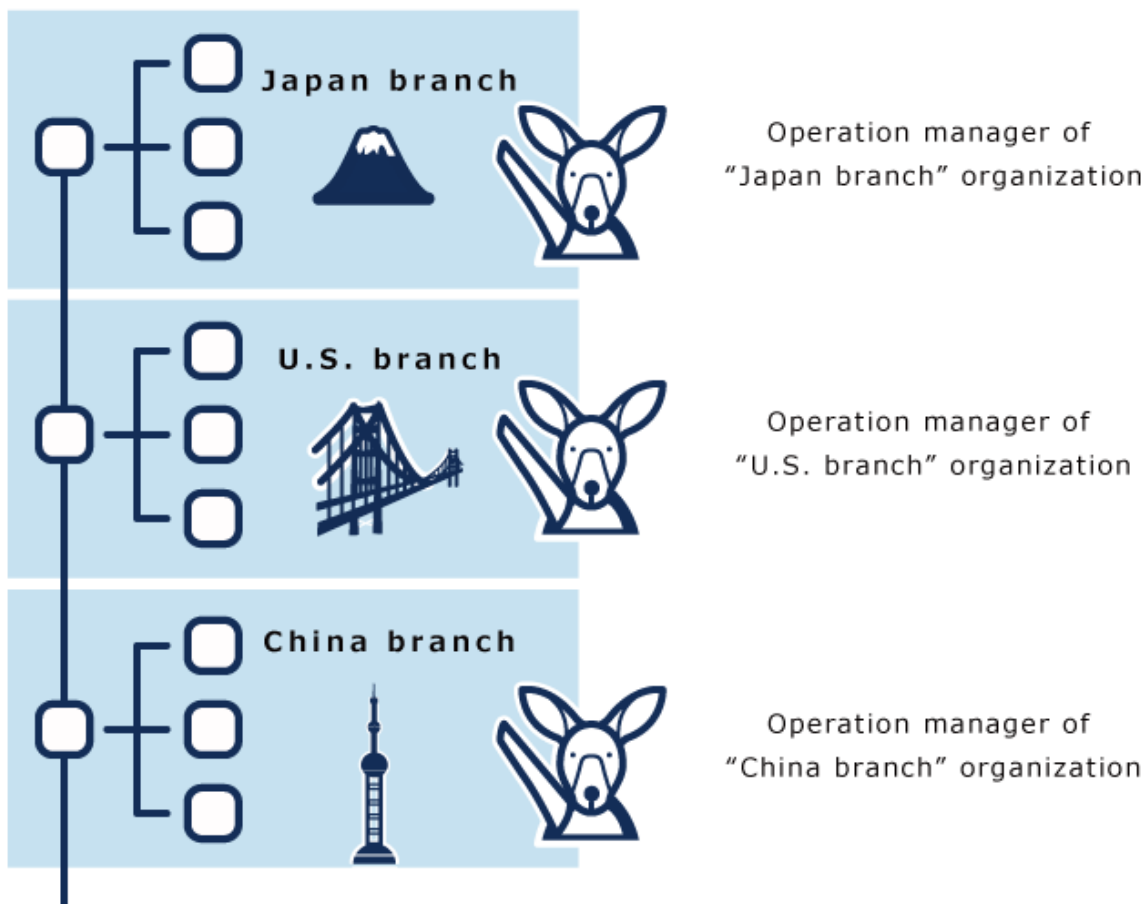 Japan branch
Operation manager of
“Japan branch” organization
U.S. branch
Operation manager of
“U.S. branch” organization
China branch
Operation manager of
“China branch” organization